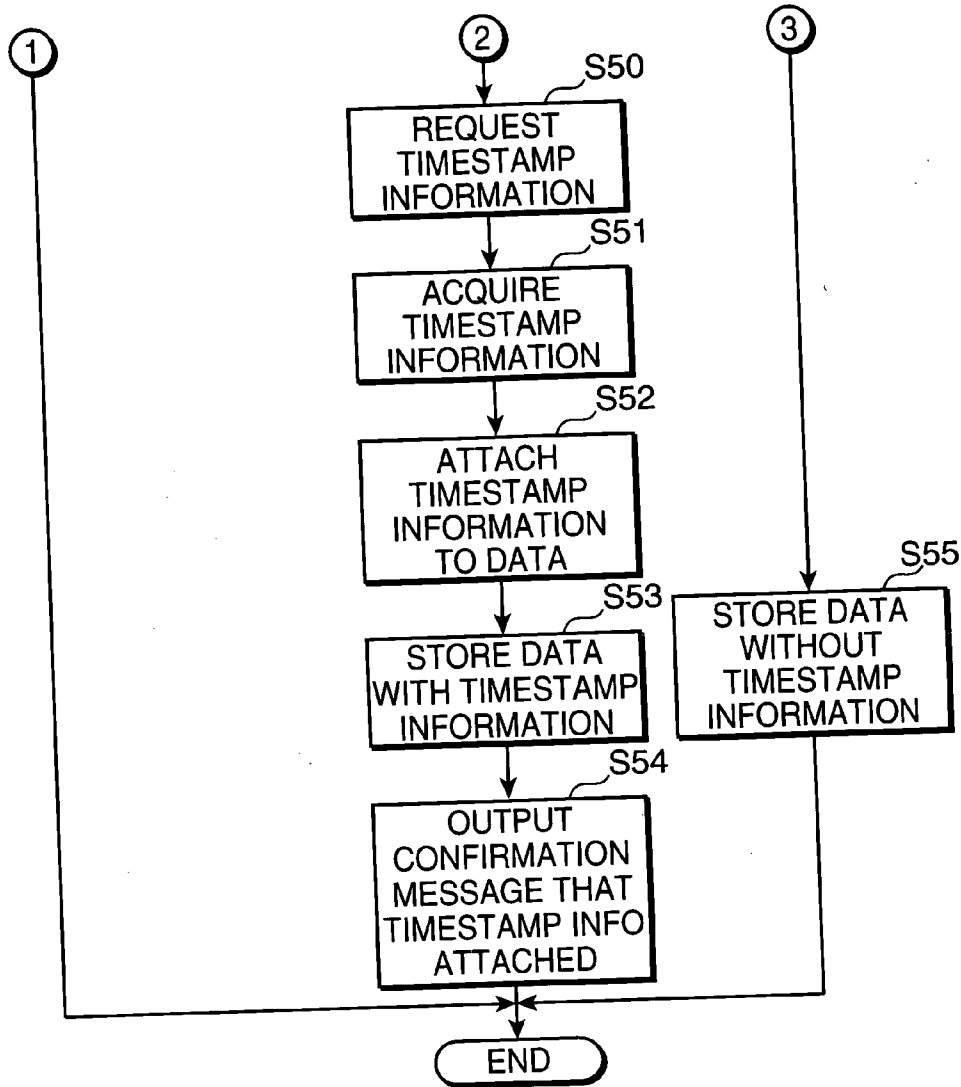 1
2
3
S50
REQUEST
TIMESTAMP
INFORMATION
S51
ACQUIRE
TIMESTAMP
INFORMATION
S52
ATTACH
TIMESTAMP
INFORMATION
TO DATA
S53
STORE DATA
WITH TIMESTAMP
INFORMATION
S55
STORE DATA
WITHOUT
TIMESTAMP
INFORMATION
S54
OUTPUT
CONFIRMATION
MESSAGE THAT
TIMESTAMP INFO
ATTACHED
END